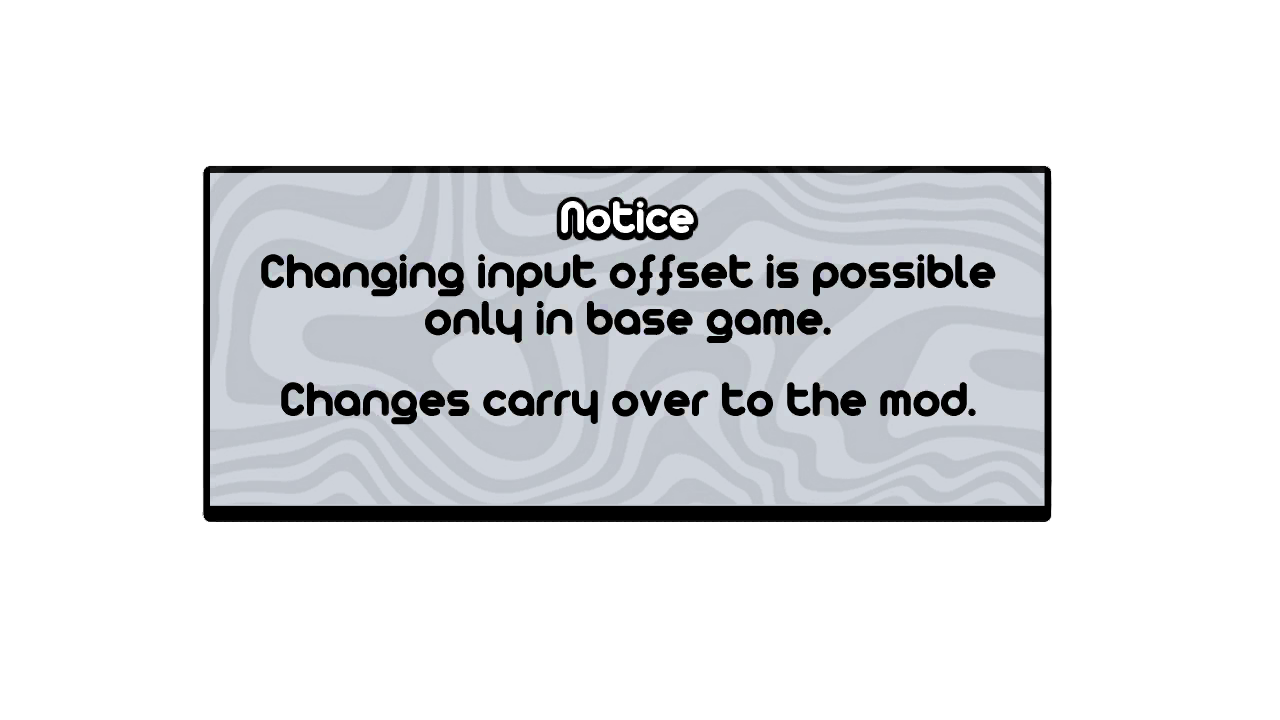 Notice
Changing input offset is possible
only in base game.
Changes carry over to the mod.